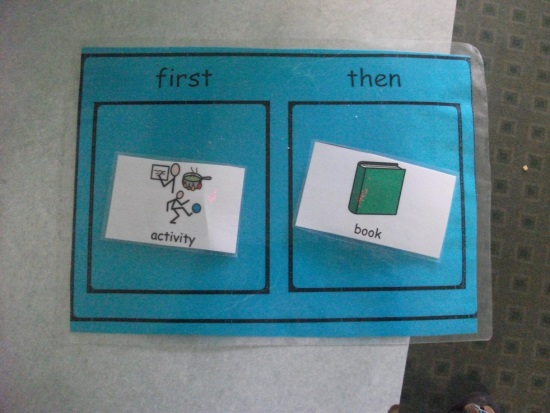 first
then
activity
book